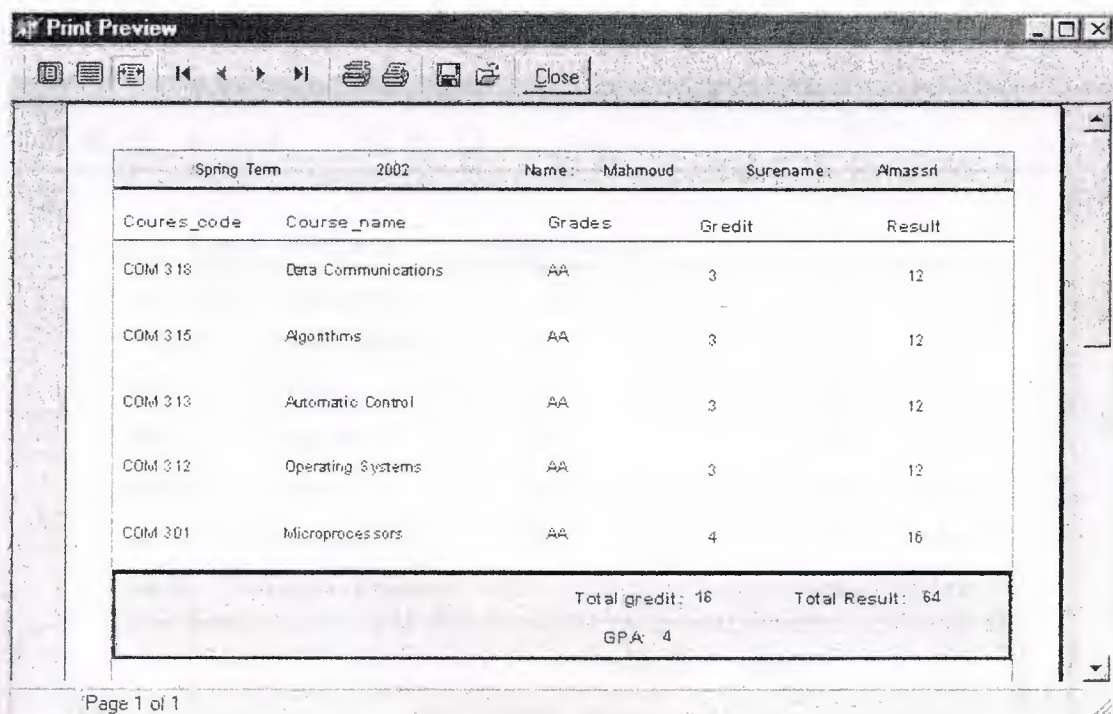 Print Preview
Close
Spring Term 2002 Name: Mahmoud Surename: Almassri
Coures_code Course_name Grades Gredit Result
COM 318 Data Communications AA 3 12
COM 315 Algorithms AA 3 12
COM 313 Automatic Control AA 3 12
COM 312 Operating Systems AA 3 12
COM 301 Microprocessors AA 4 16
Total gredit: 16 Total Result: 64
GPA: 4
Page 1 of 1